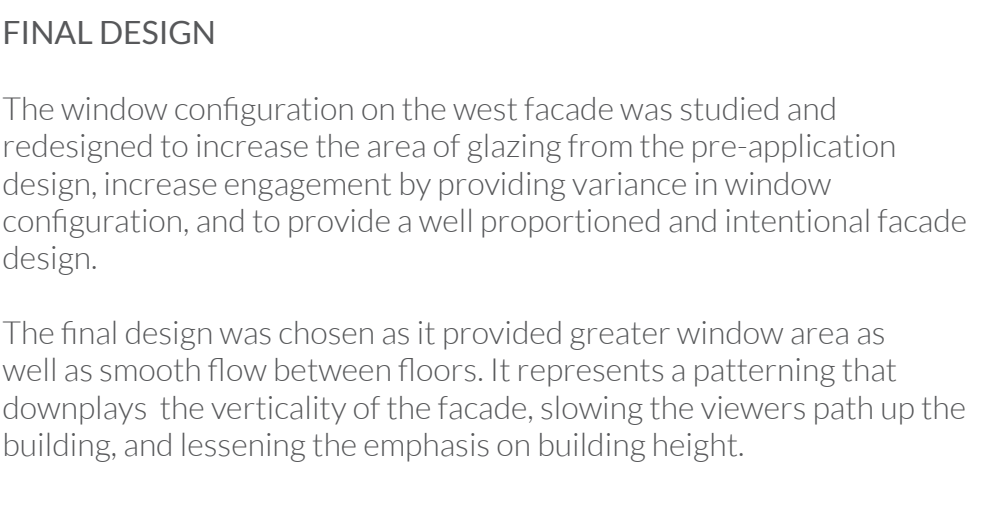 FINAL DESIGN
The window configuration on the west facade was studied and
redesigned to increase the area of glazing from the pre-application
design, increase engagement by providing variance in window
configuration, and to provide a well proportioned and intentional facade
design.
The final design was chosen as it provided greater window area as
well as smooth flow between floors. It represents a patterning that
downplays  the verticality of the facade, slowing the viewers path up the
building, and lessening the emphasis on building height.